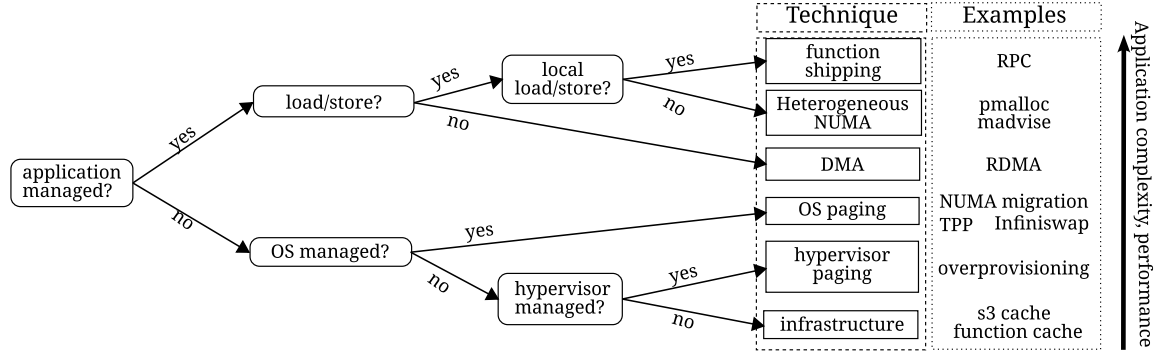 Technique
Examples
Application complexity, performance
function
shipping
RPC
local
load/store?
yes
no
yes
load/store?
no
Heterogeneous
NUMA
pmalloc
madvise
yes
DMA
RDMA
application
managed?
no
OS paging
NUMA migration
TPP Infiniswap
yes
OS managed?
no
hypervisor
paging
overprovisioning
yes
hypervisor
managed?
no
infrastructure
s3 cache
function cache